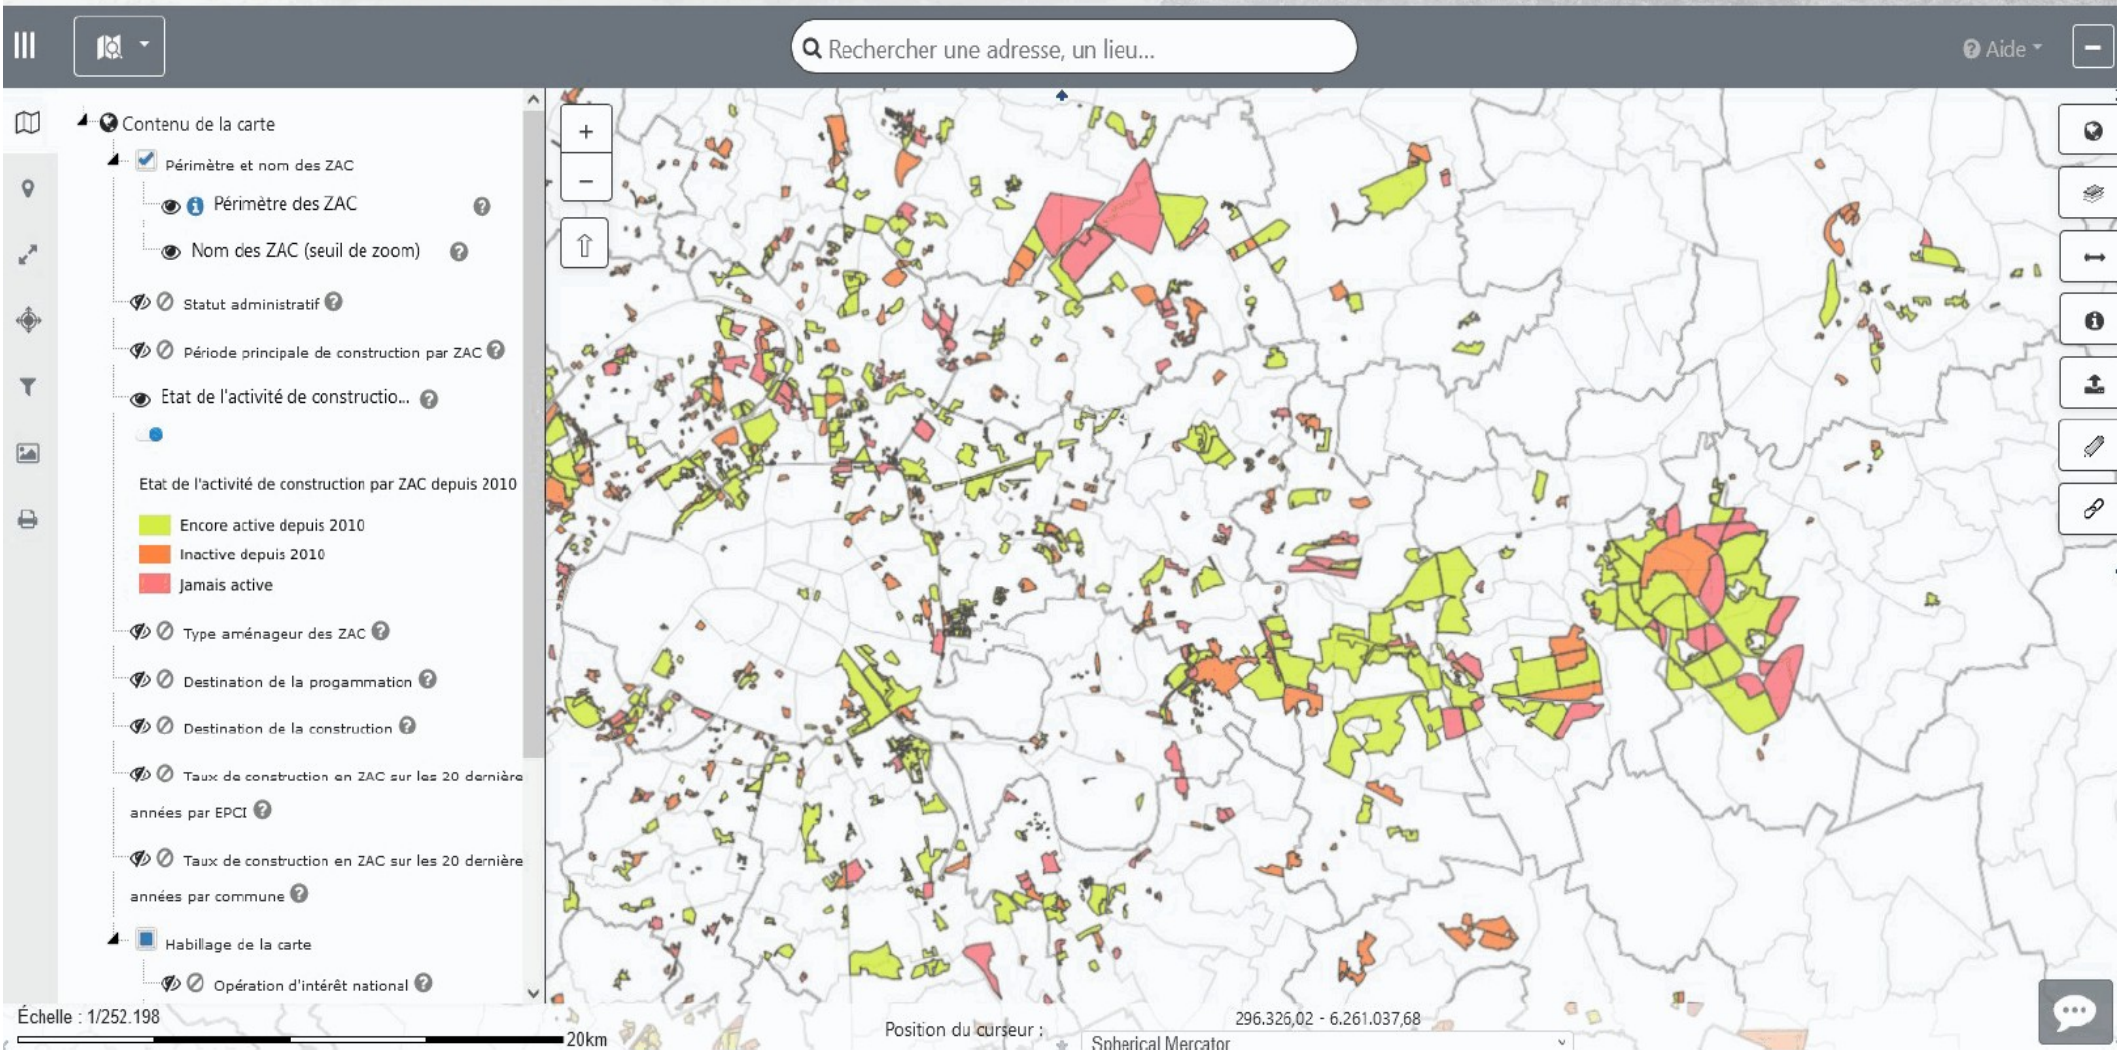 Rechercher une adresse, un lieu...
Aide
Contenu de la carte
Périmètre et nom des ZAC
Périmètre des ZAC
Nom des ZAC (seuil de zoom)
Statut administratif
Période principale de construction par ZAC
Etat de l'activité de constructio...
Etat de l'activité de construction par ZAC depuis 2010
Encore active depuis 2010
Inactive depuis 2010
Jamais active
Type aménageur des ZAC
Destination de la progammation
Destination de la construction
Taux de construction en ZAC sur les 20 dernière
années par EPCI
Taux de construction en ZAC sur les 20 dernière
années par commune
Habillage de la carte
Opération d'intérêt national
Échelle : 1/252.198
20km
Position du curseur :
296.326,02 - 6.261.037,68
Spherical Mercator